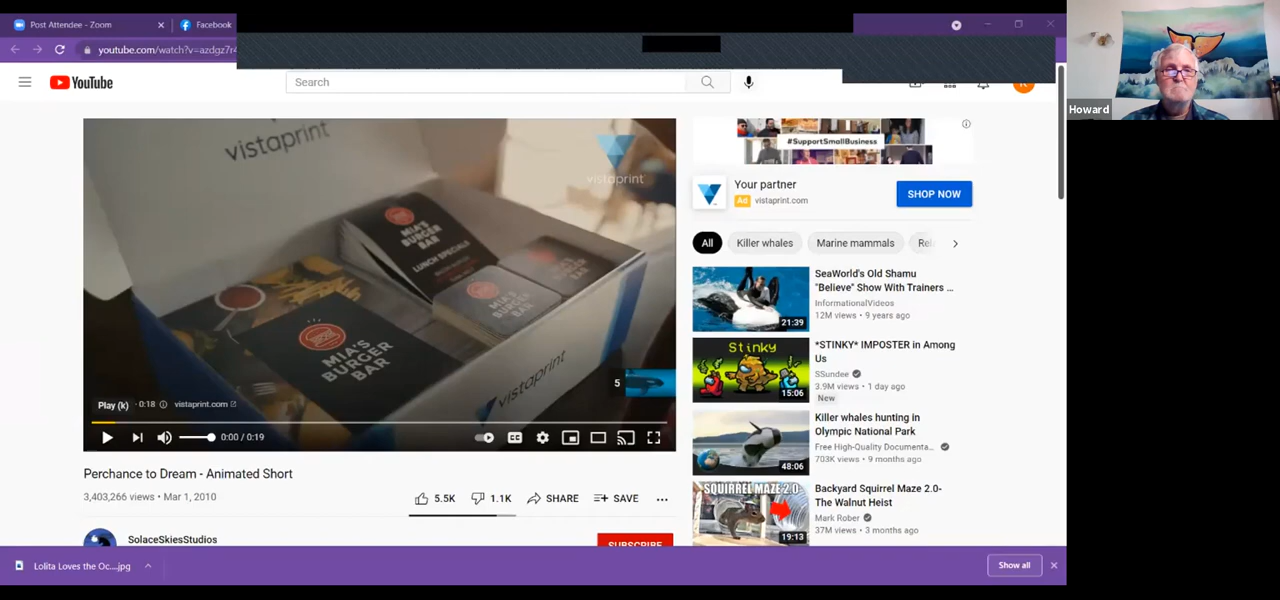 Post Attendee - Zoom
Facebook
youtube.com/watch?v=azdgz7r4
YouTube
Search
Howard
vistaprint
vistaprint
MIA'S
BURGER
BAR
LUNCH SPECIALS
MIA'S
BURGER
BAR
MIA'S
BURGER
BAR
vistaprint
5
Play (k)
0:18
vistaprint.com
0:00 / 0:19
CC
Perchance to Dream - Animated Short
3,403,266 views • Mar 1, 2010
5.5K
1.1K
SHARE
SAVE
SolaceSkiesStudios
SUBSCRIBE
#SupportSmallBusiness
Your partner
Ad vistaprint.com
SHOP NOW
All
Killer whales
Marine mammals
Rel
SeaWorld's Old Shamu
"Believe" Show With Trainers ...
InformationalVideos
12M views • 9 years ago
21:39
Stinky
*STINKY* IMPOSTER in Among
Us
SSundee
3.9M views • 1 day ago
New
15:06
Killer whales hunting in
Olympic National Park
Free High-Quality Documenta...
703K views • 9 months ago
48:06
SQUIRREL MAZE 2.0
Backyard Squirrel Maze 2.0-
The Walnut Heist
Mark Rober
37M views • 3 months ago
19:13
Lolita Loves the Oc....jpg
Show all